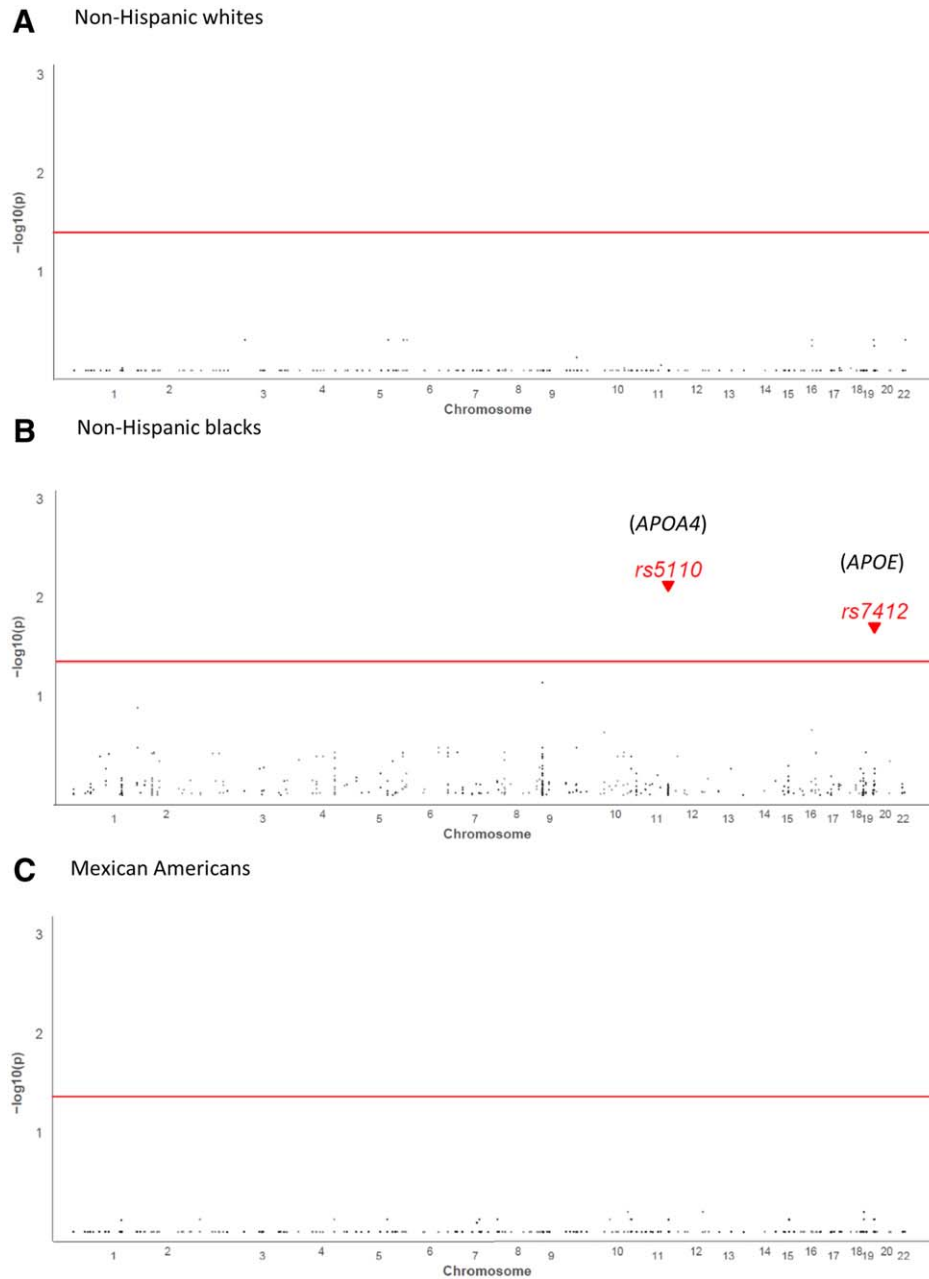 A Non-Hispanic whites
3
2
−log10(p)
1
1 2 3 4 5 6 7 8 9 10 11 12 13 14 15 16 17 18 19 20 22
Chromosome
B Non-Hispanic blacks
3
(APOA4)
(APOE)
rs5110
2
rs7412
−log10(p)
1
1 2 3 4 5 6 7 8 9 10 11 12 13 14 15 16 17 18 19 20 22
Chromosome
C Mexican Americans
3
2
−log10(p)
1
1 2 3 4 5 6 7 8 9 10 11 12 13 14 15 16 17 18 19 20 22
Chromosome